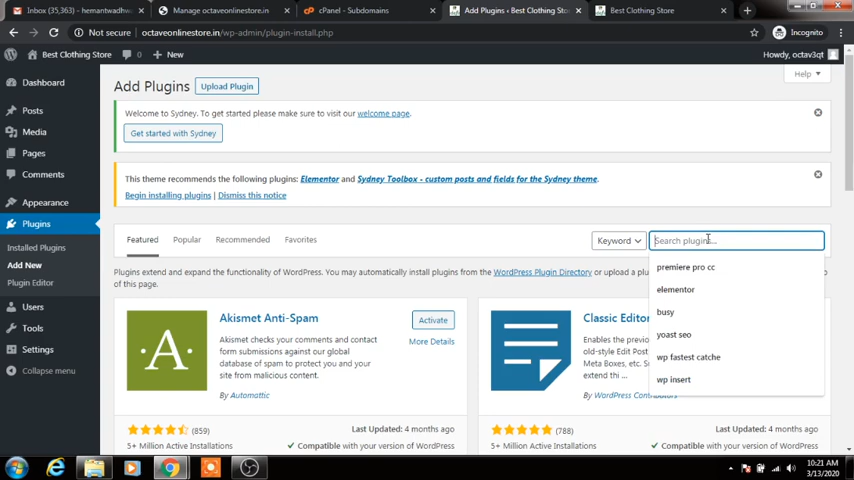 Inbox (35,363) - hemantwadhw
Manage octaveonlinestore.in
cPanel - Subdomains
Add Plugins ‹ Best Clothing Store
Best Clothing Store
Not secure
octaveonlinestore.in/wp-admin/plugin-install.php
Incognito
Best Clothing Store
0
New
Howdy, octav3qt
Dashboard
Posts
Media
Pages
Comments
Appearance
Plugins
Installed Plugins
Add New
Plugin Editor
Users
Tools
Settings
Collapse menu
Help
Add Plugins
Upload Plugin
Welcome to Sydney. To get started please make sure to visit our welcome page.
Get started with Sydney
This theme recommends the following plugins: Elementor and Sydney Toolbox - custom posts and fields for the Sydney theme.
Begin installing plugins | Dismiss this notice
Featured
Popular
Recommended
Favorites
Keyword
Search plugins...
premiere pro cc
elementor
busy
yoast seo
wp fastest catche
wp insert
Plugins extend and expand the functionality of WordPress. You may automatically install plugins from the WordPress Plugin Directory or upload a plu
of this page.
Akismet Anti-Spam
Akismet checks your comments and
contact form submissions against our
global database of spam to protect you and your
site from malicious content.
By Automattic
Activate
More Details
(859)
Last Updated: 4 months ago
5+ Million Active Installations
Compatible with your version of WordPress
Classic Editor
Enables the previous
old-style Edit Post
Meta Boxes, etc.
extend thi …
By WordPress Contributors
(788)
Last Updated: 4 months ago
5+ Million Active Installations
Compatible with your version of WordPress
10:21 AM
3/13/2020